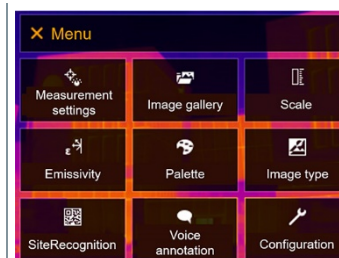 × Menu
Measurement
settings
Image gallery
Scale
ε
Emissivity
Palette
Image type
SiteRecognition
Voice
annotation
Configuration